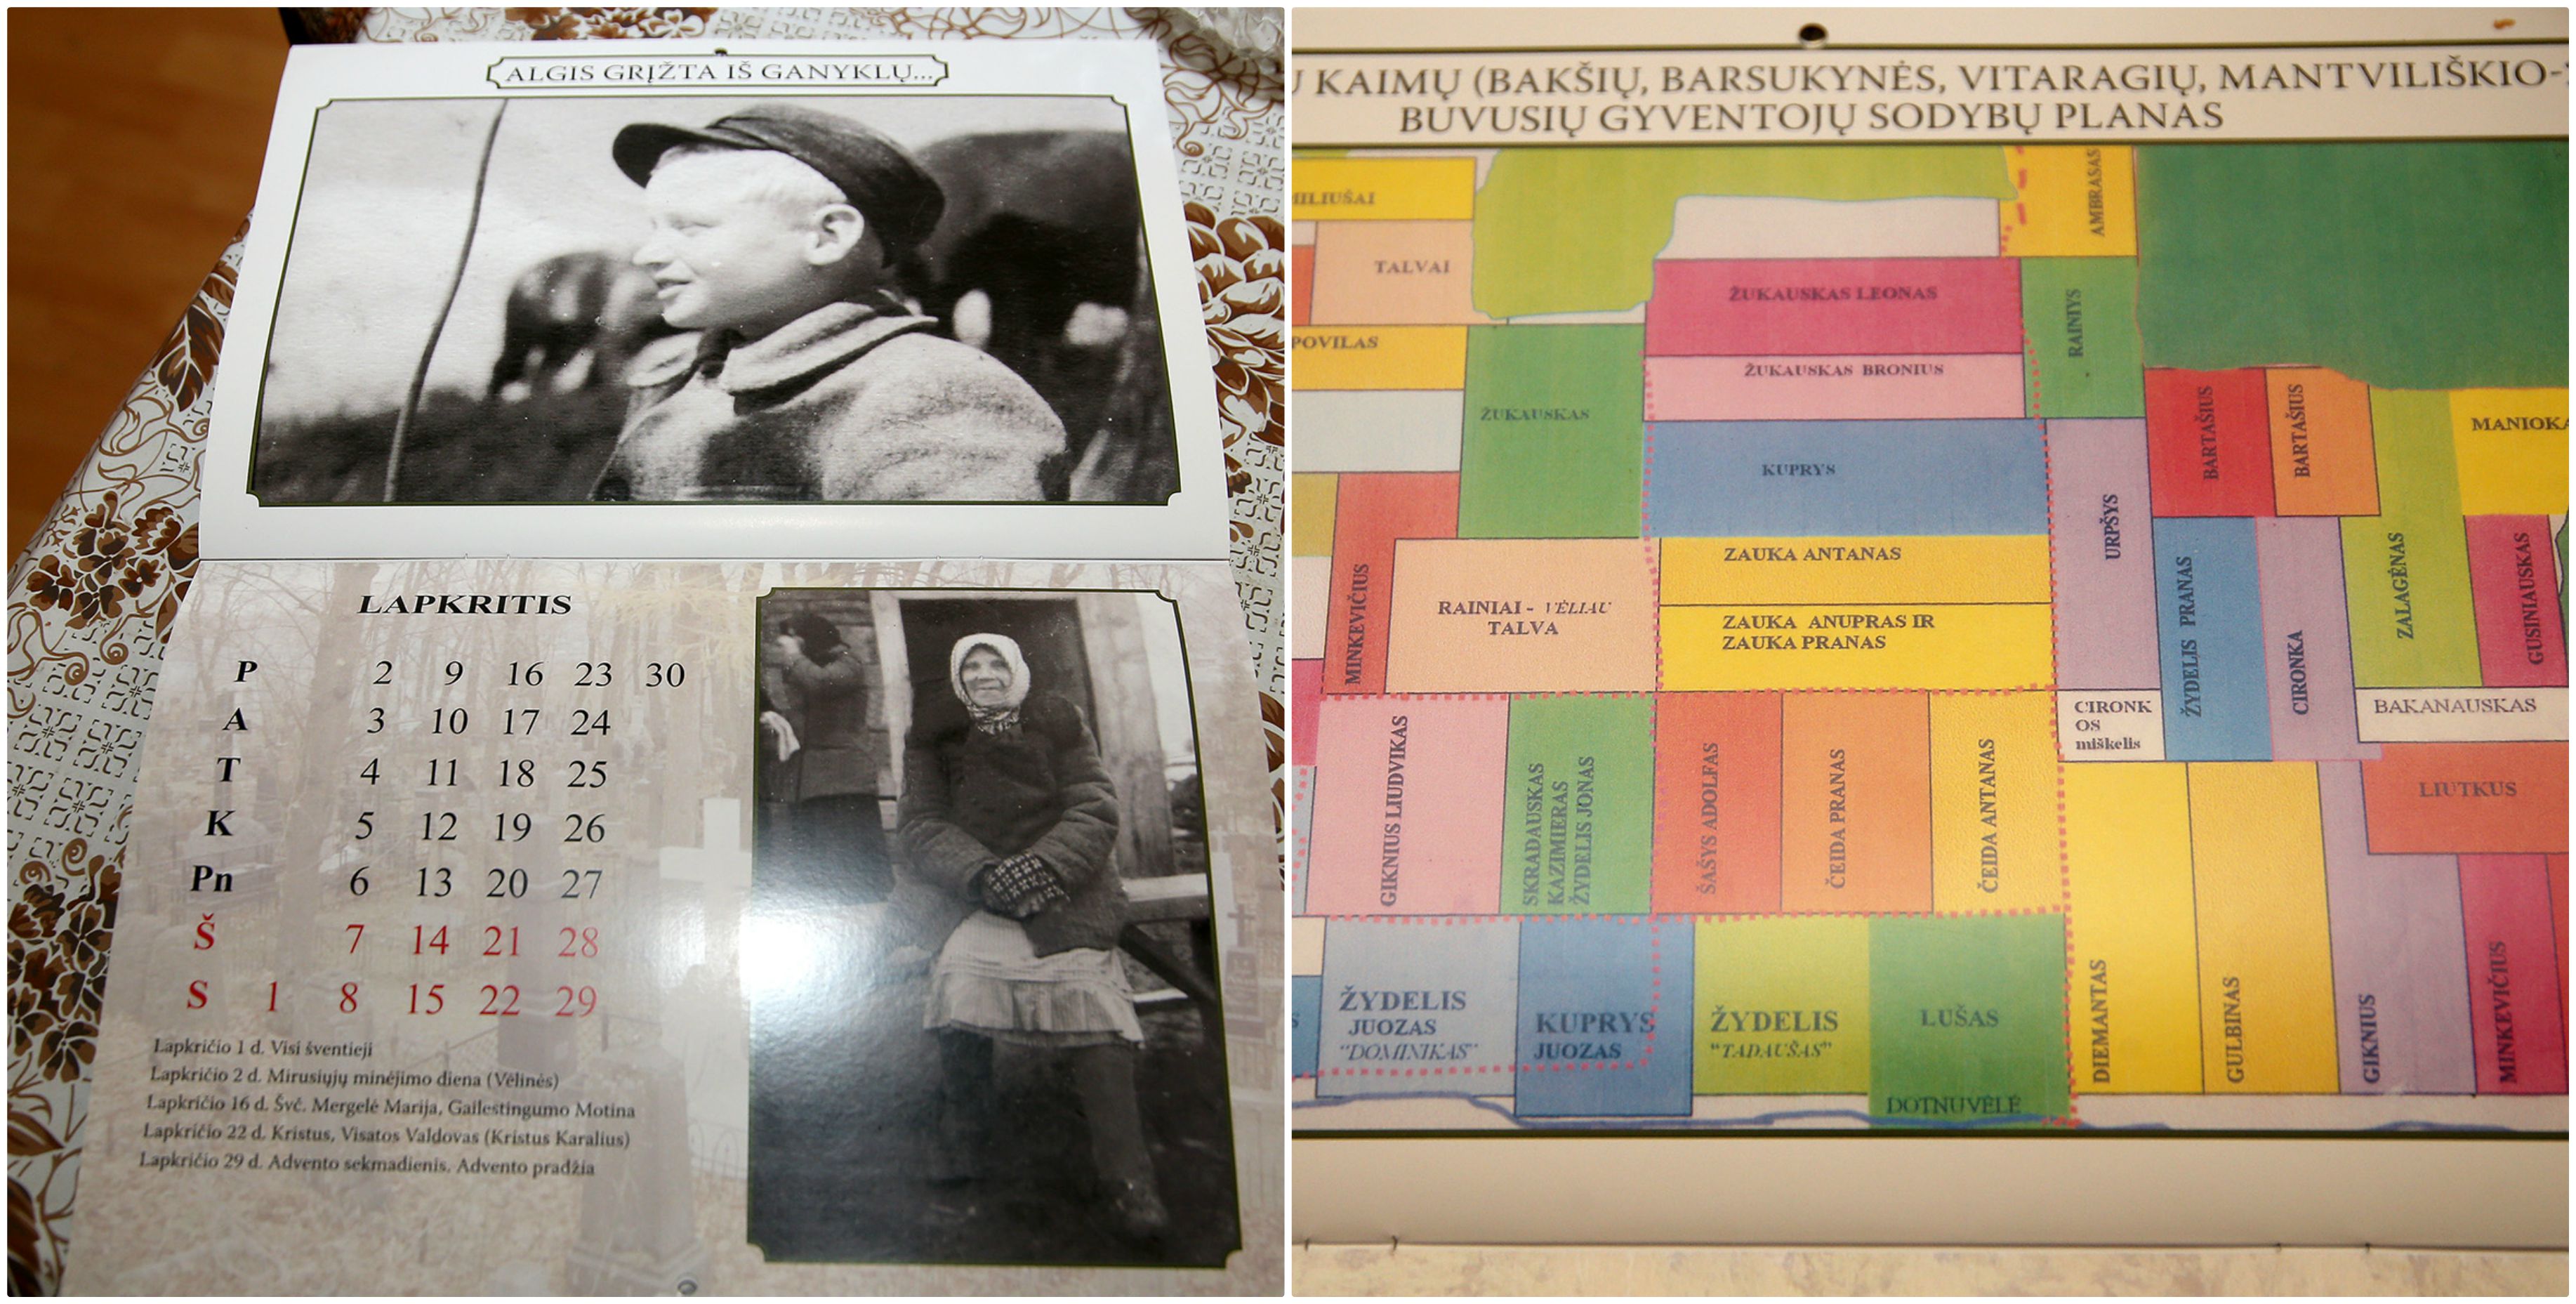 ALGIS GRĮŽTA IŠ GANYKLŲ...
LAPKRITIS
P 2 9 16 23 30
A 3 10 17 24
T 4 11 18 25
K 5 12 19 26
Pn 6 13 20 27
Š 7 14 21 28
S 1 8 15 22 29
Lapkričio 1 d. Visi šventieji
Lapkričio 2 d. Mirusiųjų minėjimo diena (Vėlinės)
Lapkričio 16 d. Švč. Mergelė Marija, Gailestingumo Motina
Lapkričio 22 d. Kristus, Visatos Valdovas (Kristus Karalius)
Lapkričio 29 d. Advento sekmadienis. Advento pradžia
Ų KAIMŲ (BAKŠIŲ, BARSUKYNĖS, VITARAGIŲ, MANTVILIŠKIO-
BUVUSIŲ GYVENTOJŲ SODYBŲ PLANAS
MILIUŠAI
TALVAI
POVILAS
ŽUKAUSKAS
MINKEVIČIUS
RAINIAI - VĖLIAU
TALVA
ŽUKAUSKAS LEONAS
ŽUKAUSKAS BRONIUS
KUPRYS
ZAUKA ANTANAS
ZAUKA ANUPRAS IR
ZAUKA PRANAS
AMBRASAS
RAINIYS
URPŠYS
BARTAŠIUS
BARTAŠIUS
MANIOKA
ŽYDELIS PRANAS
CIRONKA
ZALAGĖNAS
GUSINIAUSKAS
CIRONK
OS
miškelis
BAKANAUSKAS
LIUTKUS
GIKNIUS LIUDVIKAS
SKRADAUSKAS
KAZIMIERAS
ŽYDELIS JONAS
ŠAŠYS ADOLFAS
ČEIDA PRANAS
ČEIDA ANTANAS
ŽYDELIS
JUOZAS
"DOMINIKAS"
KUPRYS
JUOZAS
ŽYDELIS
"TADAUŠAS"
LUŠAS
DOTNUVĖLĖ
DIEMANTAS
GULBINAS
GIKNIUS
MINKEVIČIUS